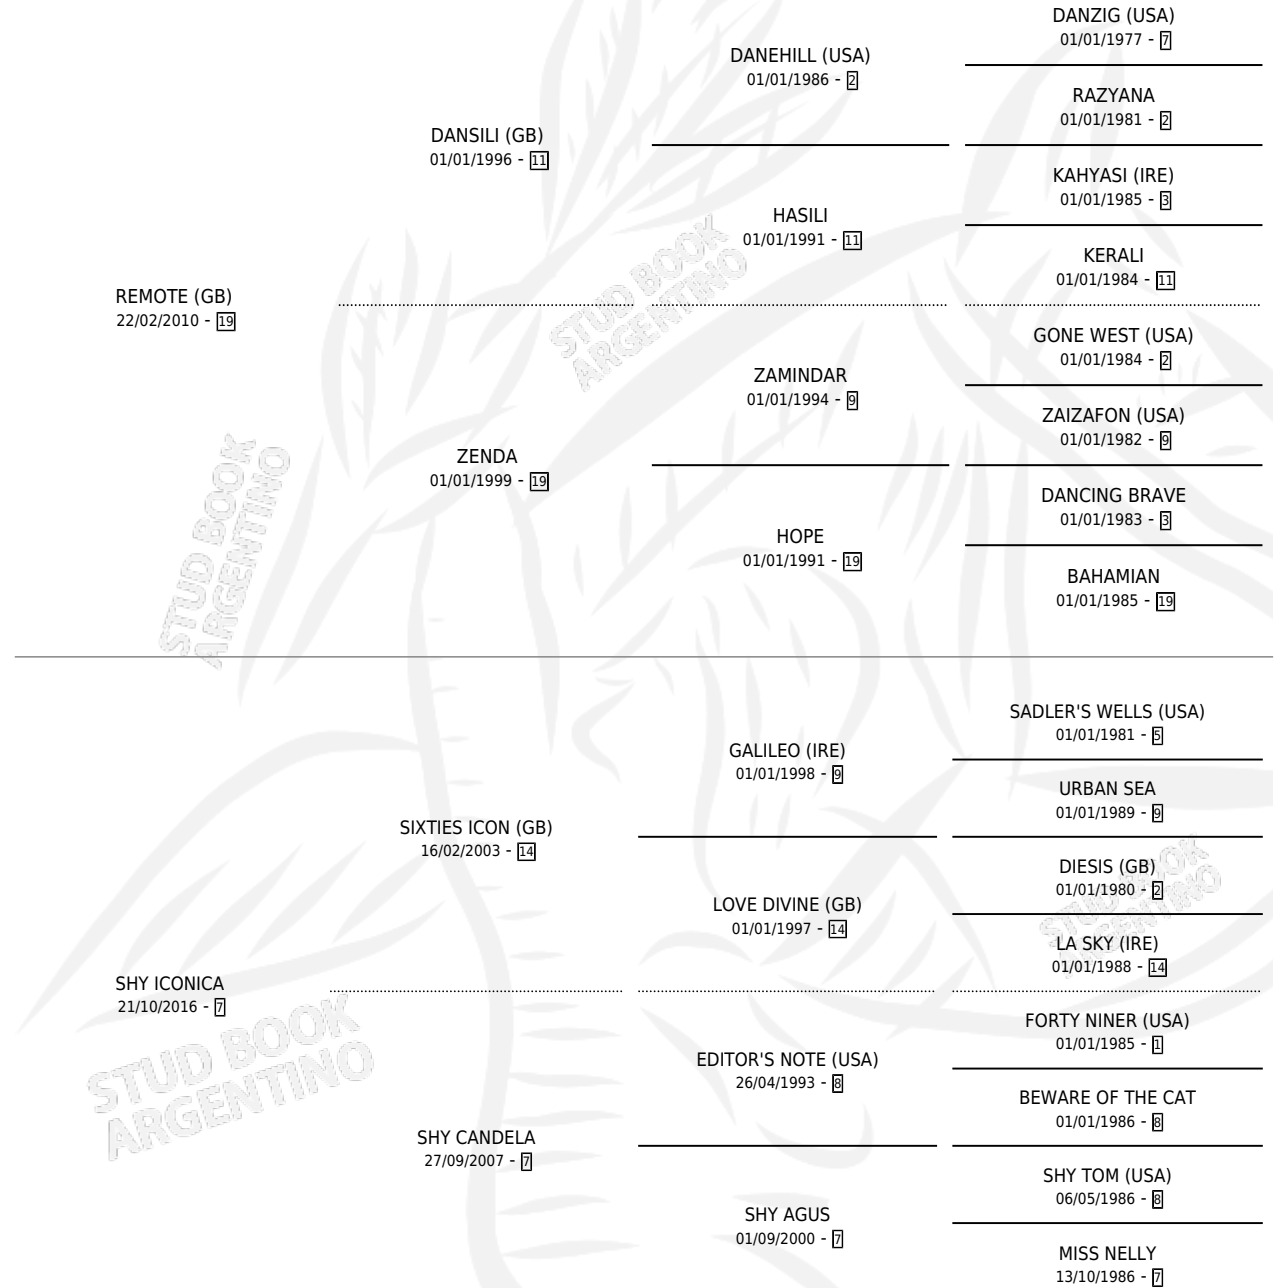 DANZIG (USA)
01/01/1977 - 7
DANEHILL (USA)
01/01/1986 - 2
RAZYANA
01/01/1981 - 2
DANSILI (GB)
01/01/1996 - 11
KAHYASI (IRE)
01/01/1985 - 3
HASILI
01/01/1991 - 11
KERALI
01/01/1984 - 11
REMOTE (GB)
22/02/2010 - 19
STUD BOOK
ARGENTINO
GONE WEST (USA)
01/01/1984 - 2
ZAMINDAR
01/01/1994 - 9
ZAIZAFON (USA)
01/01/1982 - 9
ZENDA
01/01/1999 - 19
STUD BOOK
ARGENTINO
DANCING BRAVE
01/01/1983 - 3
HOPE
01/01/1991 - 19
BAHAMIAN
01/01/1985 - 19
SADLER'S WELLS (USA)
01/01/1981 - 5
GALILEO (IRE)
01/01/1998 - 9
URBAN SEA
01/01/1989 - 9
SIXTIES ICON (GB)
16/02/2003 - 14
DIESIS (GB)
01/01/1980 - 2
STUD BOOK
ARGENTINO
LOVE DIVINE (GB)
01/01/1997 - 14
LA SKY (IRE)
01/01/1988 - 14
SHY ICONICA
21/10/2016 - 7
STUD BOOK
ARGENTINO
FORTY NINER (USA)
01/01/1985 - 1
EDITOR'S NOTE (USA)
26/04/1993 - 8
BEWARE OF THE CAT
01/01/1986 - 8
SHY CANDELA
27/09/2007 - 7
SHY TOM (USA)
06/05/1986 - 8
SHY AGUS
01/09/2000 - 7
MISS NELLY
13/10/1986 - 7